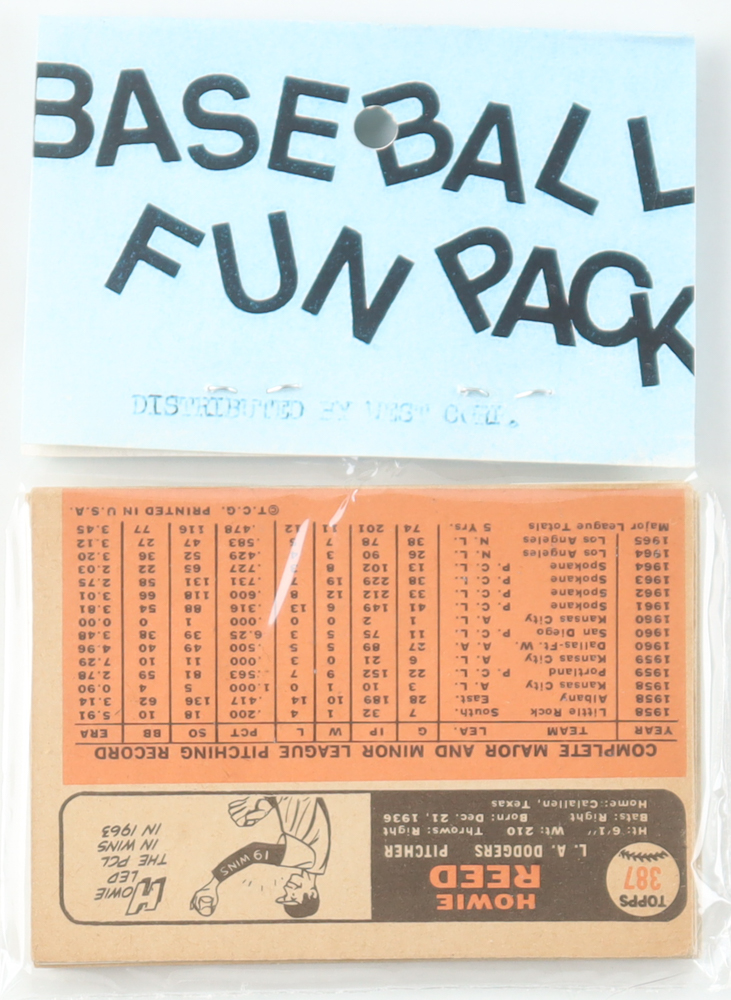 BASEBALL
FUN PACK
DISTRIBUTED BY WEST
TOPPS
387
HOWIE
REED
L. A. DODGERS PITCHER
Ht: 6'1" Wt: 210 Throws: Right
Bats: Right Born: Dec. 21, 1936
Home: Calallen, Texas
19 WINS
HOWIE
LED
THE PCL
IN WINS
IN 1963
COMPLETE MAJOR AND MINOR LEAGUE PITCHING RECORD
YEAR TEAM LEA. G IP W L PCT SO BB ERA
1958 Little Rock South. 7 32 1 4 .200 18 10 5.91
1958 Albany East. 28 189 10 14 .417 136 62 3.14
1958 Kansas City A. L. 3 10 1 0 1.000 5 4 0.90
1959 Portland P. C. L. 22 152 9 7 .563 81 59 2.78
1959 Kansas City A. L. 6 21 0 3 .000 11 10 7.29
1960 Dallas-Ft. W. A. A. 27 89 5 5 .500 49 40 4.96
1960 San Diego P. C. L. 11 75 5 3 6.25 39 38 3.48
1960 Kansas City A. L. 1 2 0 0 .000 1 0 0.00
1961 Spokane P. C. L. 41 149 6 13 .316 88 54 3.81
1962 Spokane P. C. L. 33 212 12 8 .600 118 66 3.01
1963 Spokane P. C. L. 38 229 19 7 .731 131 58 2.75
1964 Spokane P. C. L. 13 102 8 .727 65 22 2.03
1964 Los Angeles N. L. 26 90 3 .429 52 36 3.20
1965 Los Angeles N. L. 38 78 7 .583 47 27 3.12
Major League Totals 5 Yrs. 74 201 11 12 .478 116 77 3.45
©T.C.G. PRINTED IN U.S.A.